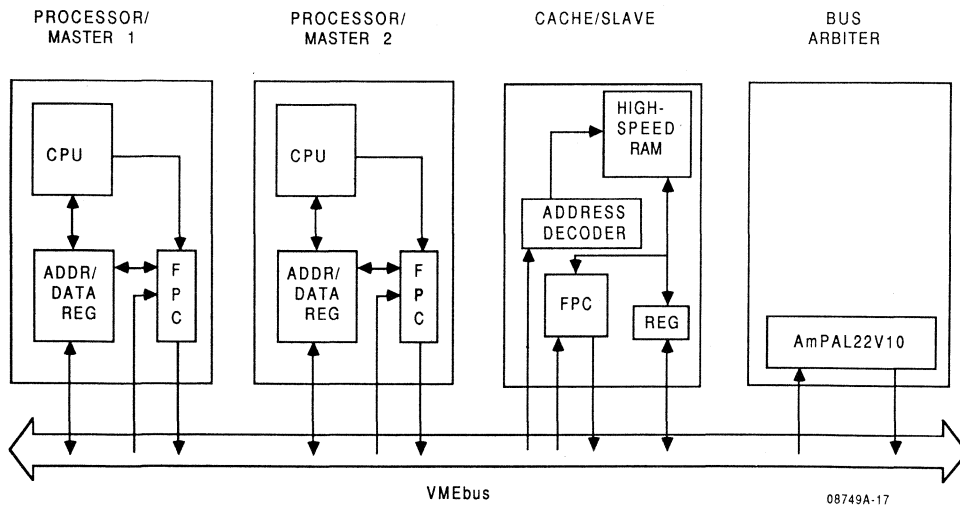 PROCESSOR/
MASTER 1
PROCESSOR/
MASTER 2
CACHE/SLAVE
BUS
ARBITER
CPU
ADDR/
DATA
REG
F
P
C
CPU
ADDR/
DATA
REG
F
P
C
HIGH-
SPEED
RAM
ADDRESS
DECODER
FPC
REG
AmPAL22V10
VMEbus
08749A-17